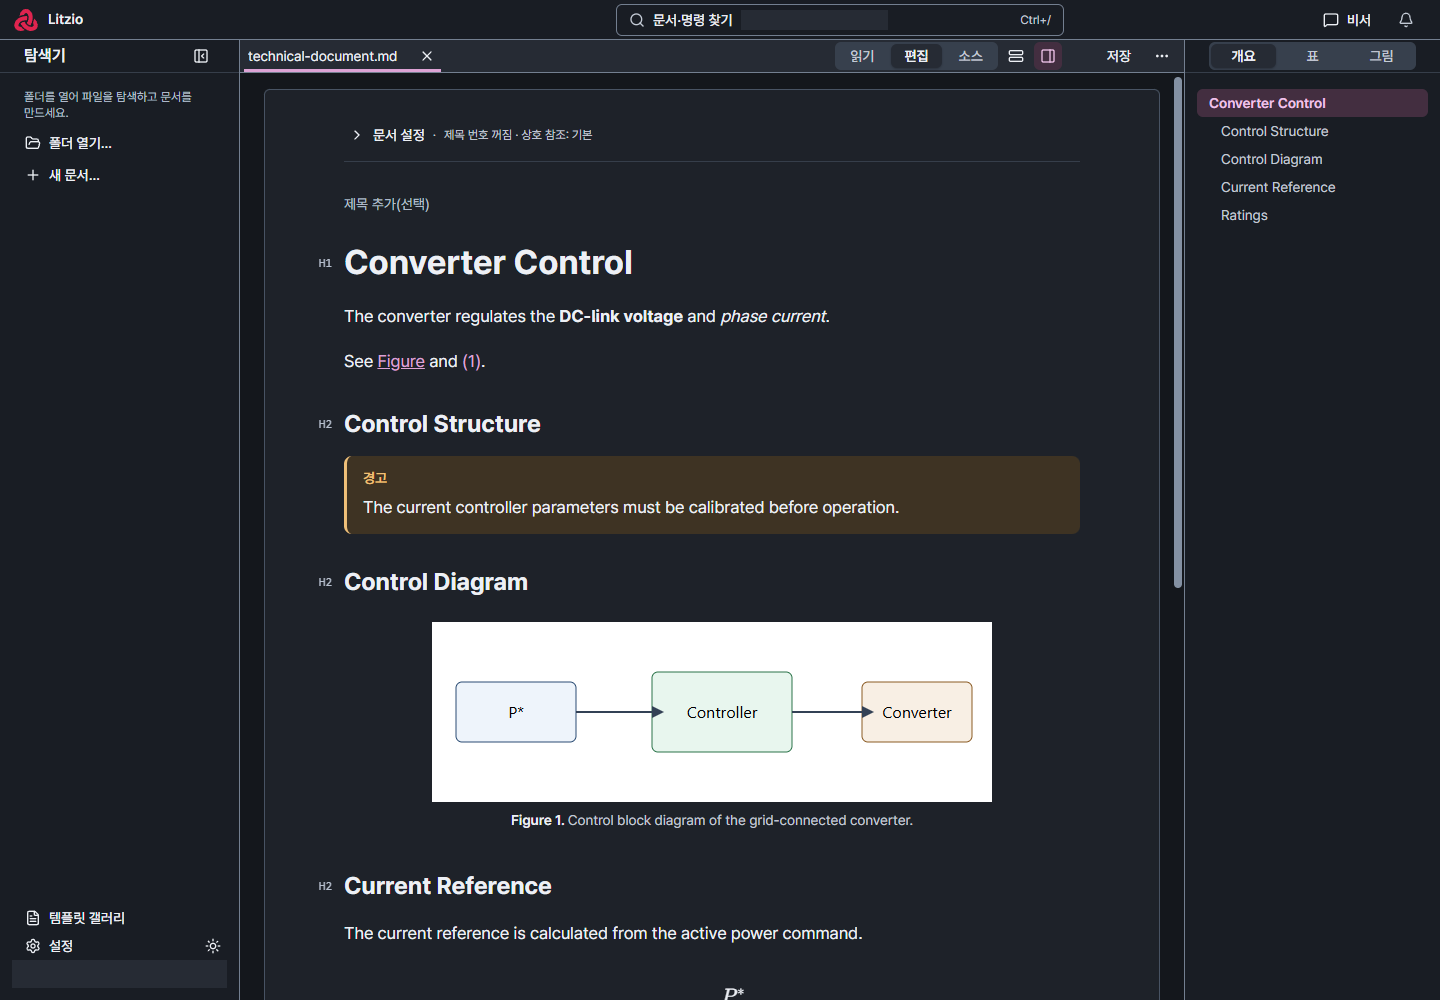 Litzio
문서·명령 찾기
Ctrl+/
비서
탐색기
technical-document.md
읽기
편집
소스
저장
개요
표
그림
폴더를 열어 파일을 탐색하고 문서를
만드세요.
폴더 열기...
새 문서...
문서 설정 · 제목 번호 꺼짐 · 상호 참조: 기본
제목 추가(선택)
H1 Converter Control
The converter regulates the DC-link voltage and phase current.
See Figure and (1).
H2 Control Structure
경고
The current controller parameters must be calibrated before operation.
H2 Control Diagram
P*
Controller
Converter
Figure 1. Control block diagram of the grid-connected converter.
H2 Current Reference
The current reference is calculated from the active power command.
P*
Converter Control
Control Structure
Control Diagram
Current Reference
Ratings
템플릿 갤러리
설정